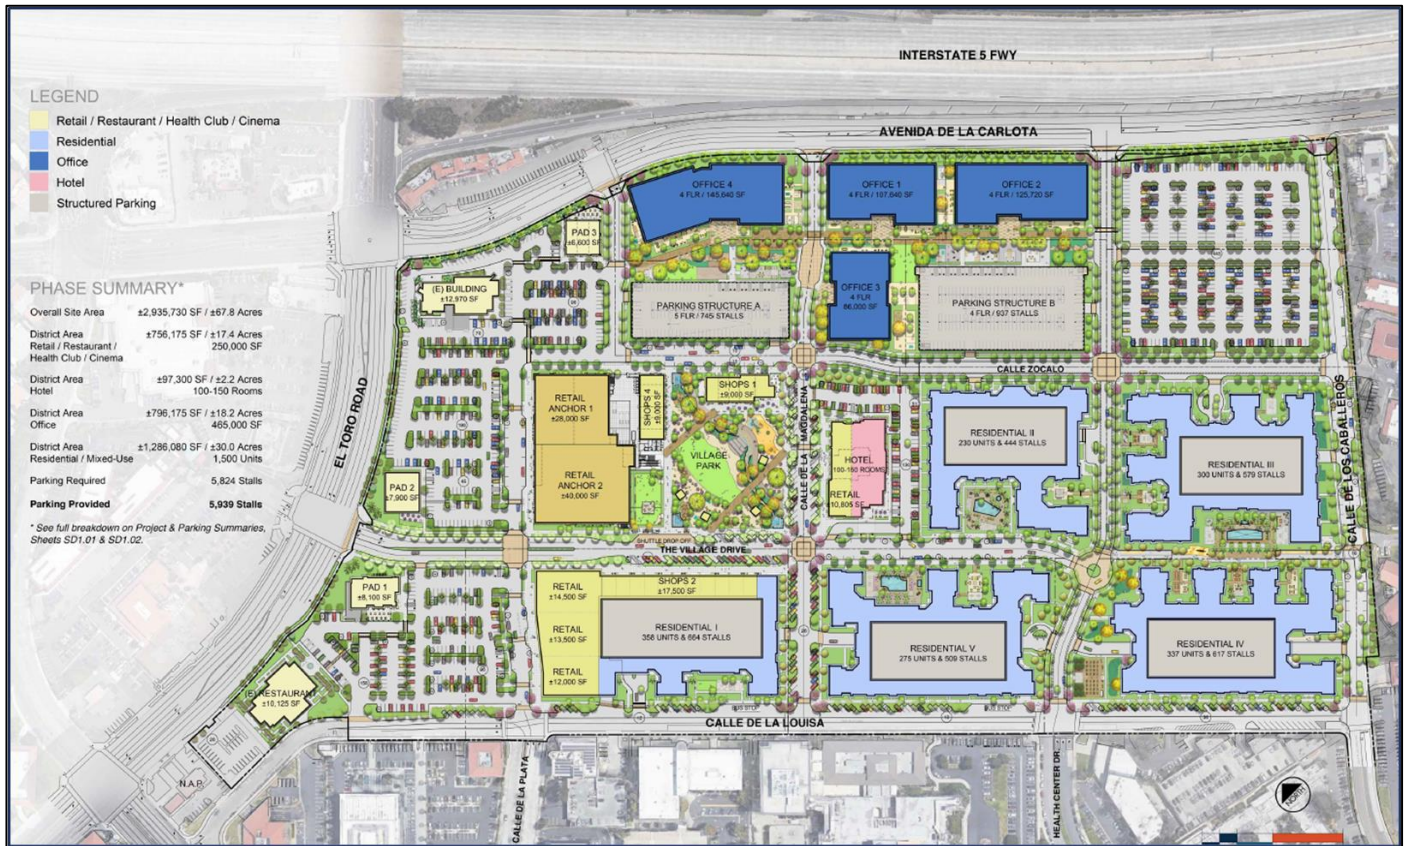 INTERSTATE 5 FWY
LEGEND
Retail / Restaurant / Health Club / Cinema
Residential
Office
Hotel
Structured Parking
AVENIDA DE LA CARLOTA
OFFICE 4
4 FLR / 145,640 SF
OFFICE 1
4 FLR / 107,640 SF
OFFICE 2
4 FLR / 125,720 SF
PAD 3
±6,600 SF
(E) BUILDING
±12,970 SF
OFFICE 3
4 FLR
66,000 SF
PARKING STRUCTURE A
5 FLR / 745 STALLS
PARKING STRUCTURE B
4 FLR / 937 STALLS
PHASE SUMMARY*
Overall Site Area ±2,935,730 SF / ±67.8 Acres
District Area ±756,175 SF / ±17.4 Acres
Retail / Restaurant / 250,000 SF
Health Club / Cinema
District Area ±97,300 SF / ±2.2 Acres
Hotel 100-150 Rooms
District Area ±796,175 SF / ±18.2 Acres
Office 465,000 SF
District Area ±1,286,080 SF / ±30.0 Acres
Residential / Mixed-Use 1,500 Units
Parking Required 5,824 Stalls
Parking Provided 5,939 Stalls
* See full breakdown on Project & Parking Summaries,
Sheets SD1.01 & SD1.02.
EL TORO ROAD
CALLE ZOCALO
CALLE DE LOS CABALLEROS
CALLE DE LA MAGDALENA
RETAIL
ANCHOR 1
±28,000 SF
RETAIL
ANCHOR 2
±40,000 SF
SHOPS 4
±9,000 SF
SHOPS 1
±9,000 SF
VILLAGE
PARK
HOTEL
RETAIL
±10,805 SF
RESIDENTIAL II
230 UNITS & 444 STALLS
RESIDENTIAL III
300 UNITS & 579 STALLS
PAD 2
±7,900 SF
SHUTTLE DROP OFF
THE VILLAGE DRIVE
PAD 1
±8,100 SF
RETAIL
±14,500 SF
RETAIL
±13,500 SF
RETAIL
±12,000 SF
SHOPS 2
±17,500 SF
RESIDENTIAL I
358 UNITS & 664 STALLS
RESIDENTIAL V
275 UNITS & 509 STALLS
RESIDENTIAL IV
337 UNITS & 617 STALLS
(E) RESTAURANT
±10,125 SF
BUS STOP
BUS STOP
CALLE DE LA LOUISA
N.A.P.
CALLE DE LA PLATA
HEALTH CENTER DR.
NORTH